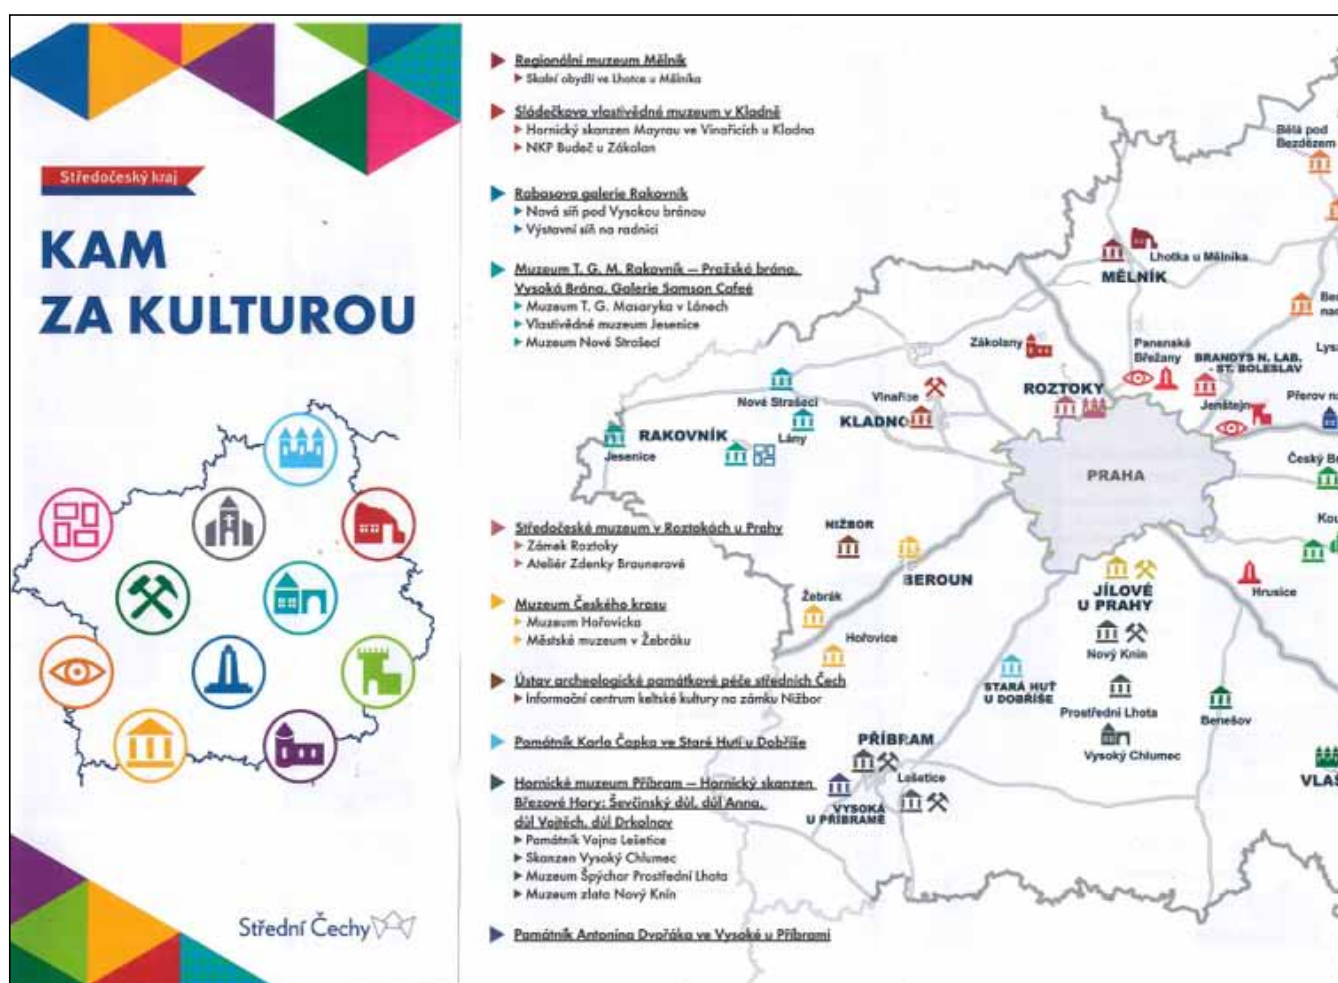 Středočeský kraj
KAM
ZA KULTUROU
Střední Čechy
Regionální muzeum Mělník
Skalní obydlí ve Lhotce u Mělníka
Sládečkovo vlastivědné muzeum v Kladně
Hornický skanzen Mayrau ve Vinařicích u Kladna
NKP Budeč u Zákolan
Rabasova galerie Rakovník
Nová síň pod Vysokou bránou
Výstavní síň na radnici
Muzeum T. G. M. Rakovník – Pražská brána,
Vysoká Brána, Galerie Samson Cafeé
Muzeum T. G. Masaryka v Lánech
Vlastivědné muzeum Jesenice
Muzeum Nové Strašecí
Středočeské muzeum v Roztokách u Prahy
Zámek Roztoky
Ateliér Zdenky Braunerové
Muzeum Českého krasu
Muzeum Hořovicka
Městské muzeum v Žebráku
Ústav archeologické památkové péče středních Čech
Informační centrum keltské kultury na zámku Nižbor
Památník Karla Čapka ve Staré Huti u Dobříše
Hornické muzeum Příbram – Hornický skanzen
Březové Hory: Ševčinský důl, důl Anna,
důl Vojtěch, důl Drkolnov
Památník Vojna Lešetice
Skanzen Vysoký Chlumec
Muzeum Špýchar Prostřední Lhota
Muzeum zlata Nový Knín
Památník Antonína Dvořáka ve Vysoké u Příbrami
Bělá pod
Bezdězem
Lhotka u Mělníka
MĚLNÍK
Zákolany
Panenské
Břežany
BRANDÝS N. LAB.
- ST. BOLESLAV
ROZTOKY
Jenštejn
Přerov na
Nové Strašecí
Vinařice
KLADNO
Lány
RAKOVNÍK
Jesenice
PRAHA
Český B
NIŽBOR
BEROUN
Žebrák
Hořovice
JÍLOVÉ
U PRAHY
Hrusice
Nový Knín
STARÁ HUŤ
U DOBŘÍŠE
Prostřední Lhota
Benešov
Vysoký Chlumec
PŘÍBRAM
Lešetice
VYSOKÁ
U PŘÍBRAMĚ
VLAŠ